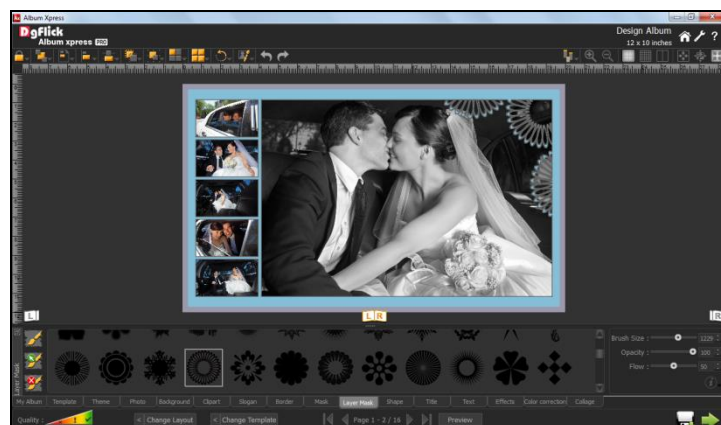 Album Xpress
DgFlick
Album xpress PRO
Design Album
12 x 10 inches
?
L
L R
R
Layer Mask
Brush Size : 1229
Opacity : 100
Flow : 50
My Album Template Theme Photo Background Clipart Slogan Border Mask Layer Mask Shape Title Text Effects Color correction Collage
Quality : < Change Layout < Change Template Page 1 - 2 / 16 Preview